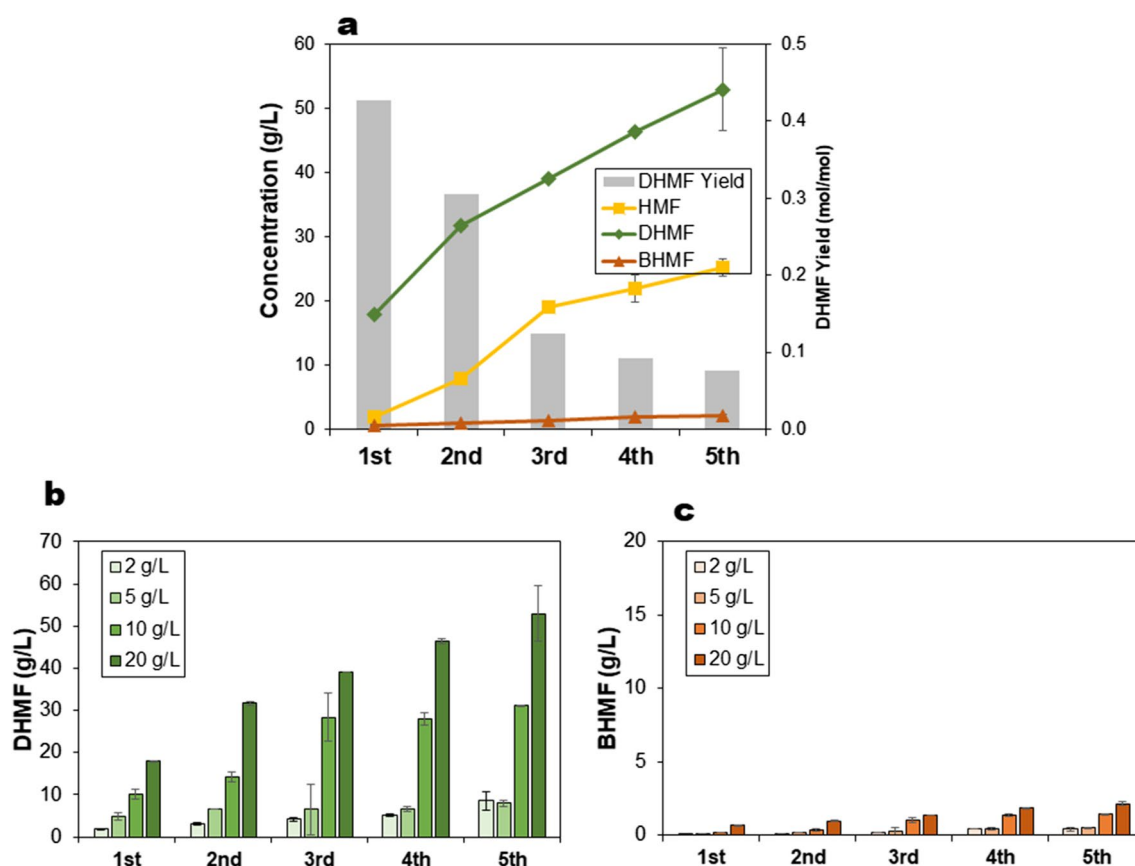 a
60
50
40
30
20
10
0
Concentration (g/L)
0.5
0.4
0.3
0.2
0.1
0.0
DHMF Yield (mol/mol)
DHMF Yield
HMF
DHMF
BHMF
1st 2nd 3rd 4th 5th
b
70
60
50
40
30
20
10
0
DHMF (g/L)
2 g/L
5 g/L
10 g/L
20 g/L
1st 2nd 3rd 4th 5th
c
20
15
10
5
0
BHMF (g/L)
2 g/L
5 g/L
10 g/L
20 g/L
1st 2nd 3rd 4th 5th